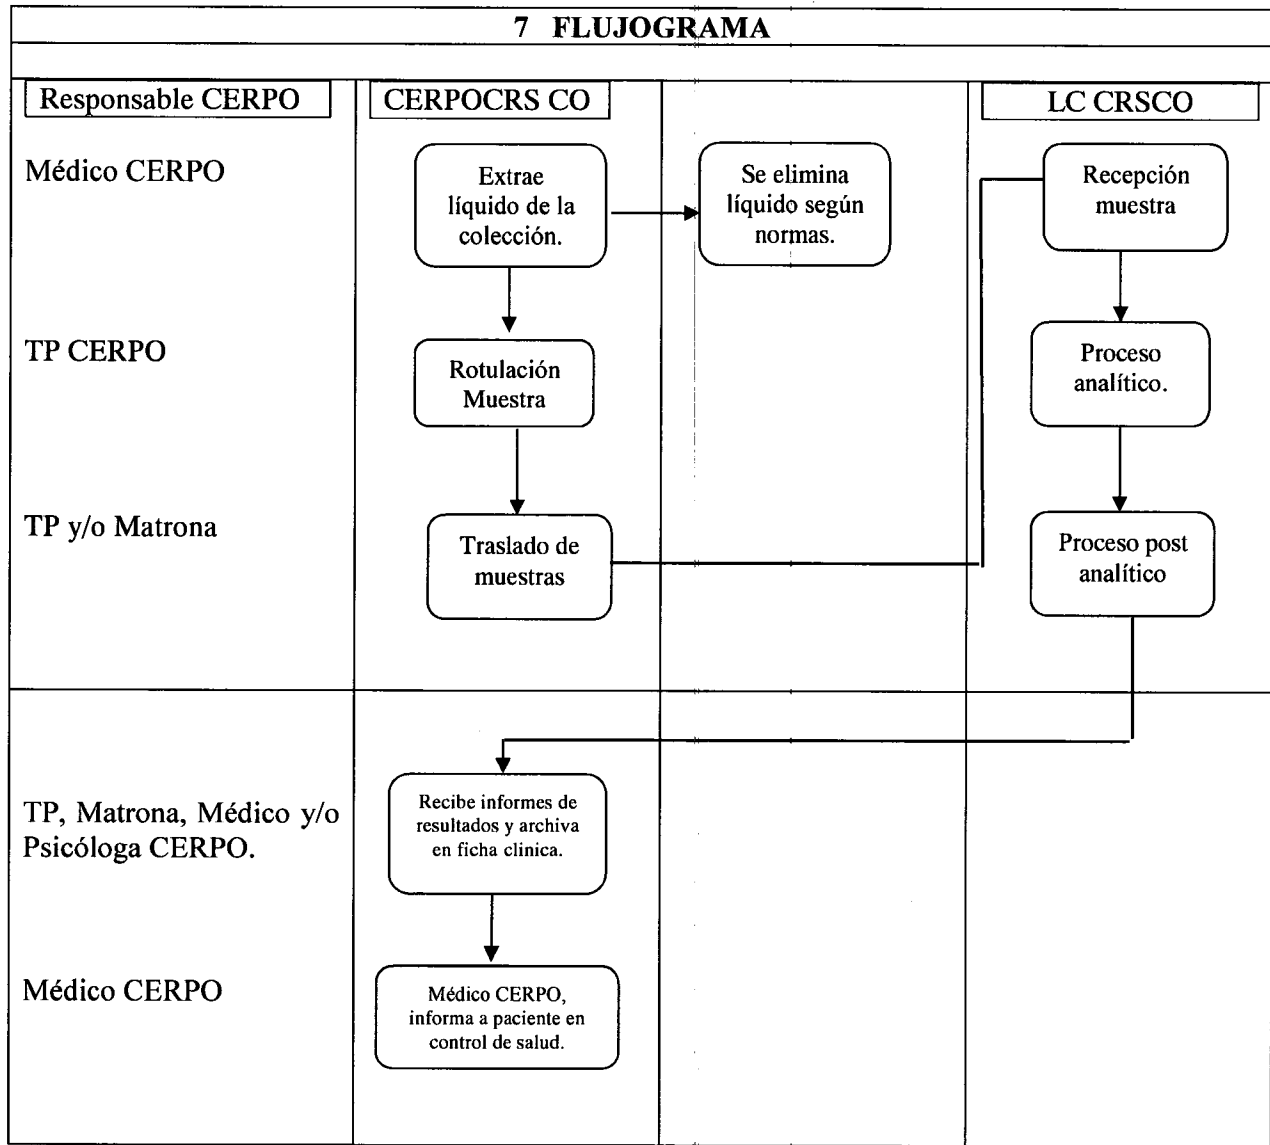 7 FLUJOGRAMA
Responsable CERPO
CERPOCRS CO
LC CRSCO
Médico CERPO
Extrae
líquido de la
colección.
Se elimina
líquido según
normas.
Recepción
muestra
TP CERPO
Rotulación
Muestra
Proceso
analítico.
TP y/o Matrona
Traslado de
muestras
Proceso post
analítico
TP, Matrona, Médico y/o
Psicóloga CERPO.
Recibe informes de
resultados y archiva
en ficha clinica.
Médico CERPO
Médico CERPO,
informa a paciente en
control de salud.